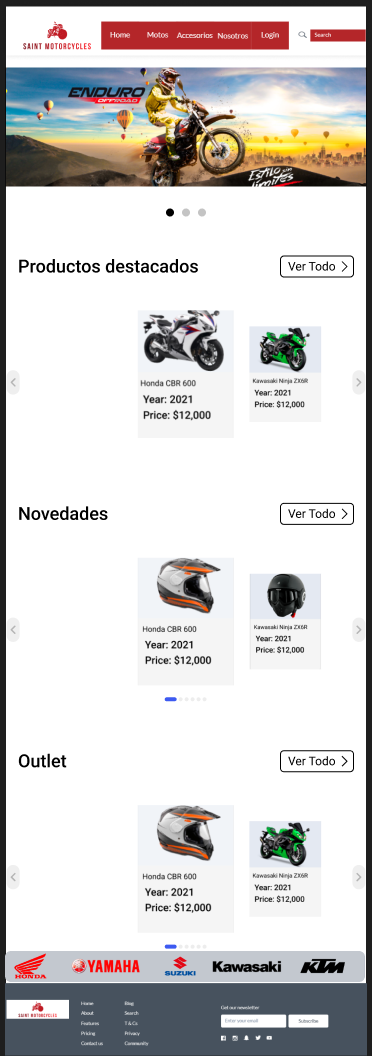 SAINT MOTORCYCLES
Home Motos Accesorios Nosotros Login Search
ENDURO
OFFROAD
Estilo sin
límites
Productos destacados Ver Todo
Honda CBR 600
Year: 2021
Price: $12,000
Kawasaki Ninja ZX6R
Year: 2021
Price: $12,000
Novedades Ver Todo
Honda CBR 600
Year: 2021
Price: $12,000
Kawasaki Ninja ZX6R
Year: 2021
Price: $12,000
Outlet Ver Todo
Honda CBR 600
Year: 2021
Price: $12,000
Kawasaki Ninja ZX6R
Year: 2021
Price: $12,000
HONDA YAMAHA SUZUKI Kawasaki KTM
SAINT MOTORCYCLES
Home
About
Features
Pricing
Contact us
Blog
Search
T & Cs
Privacy
Community
Get our newsletter
Enter your email Subscribe